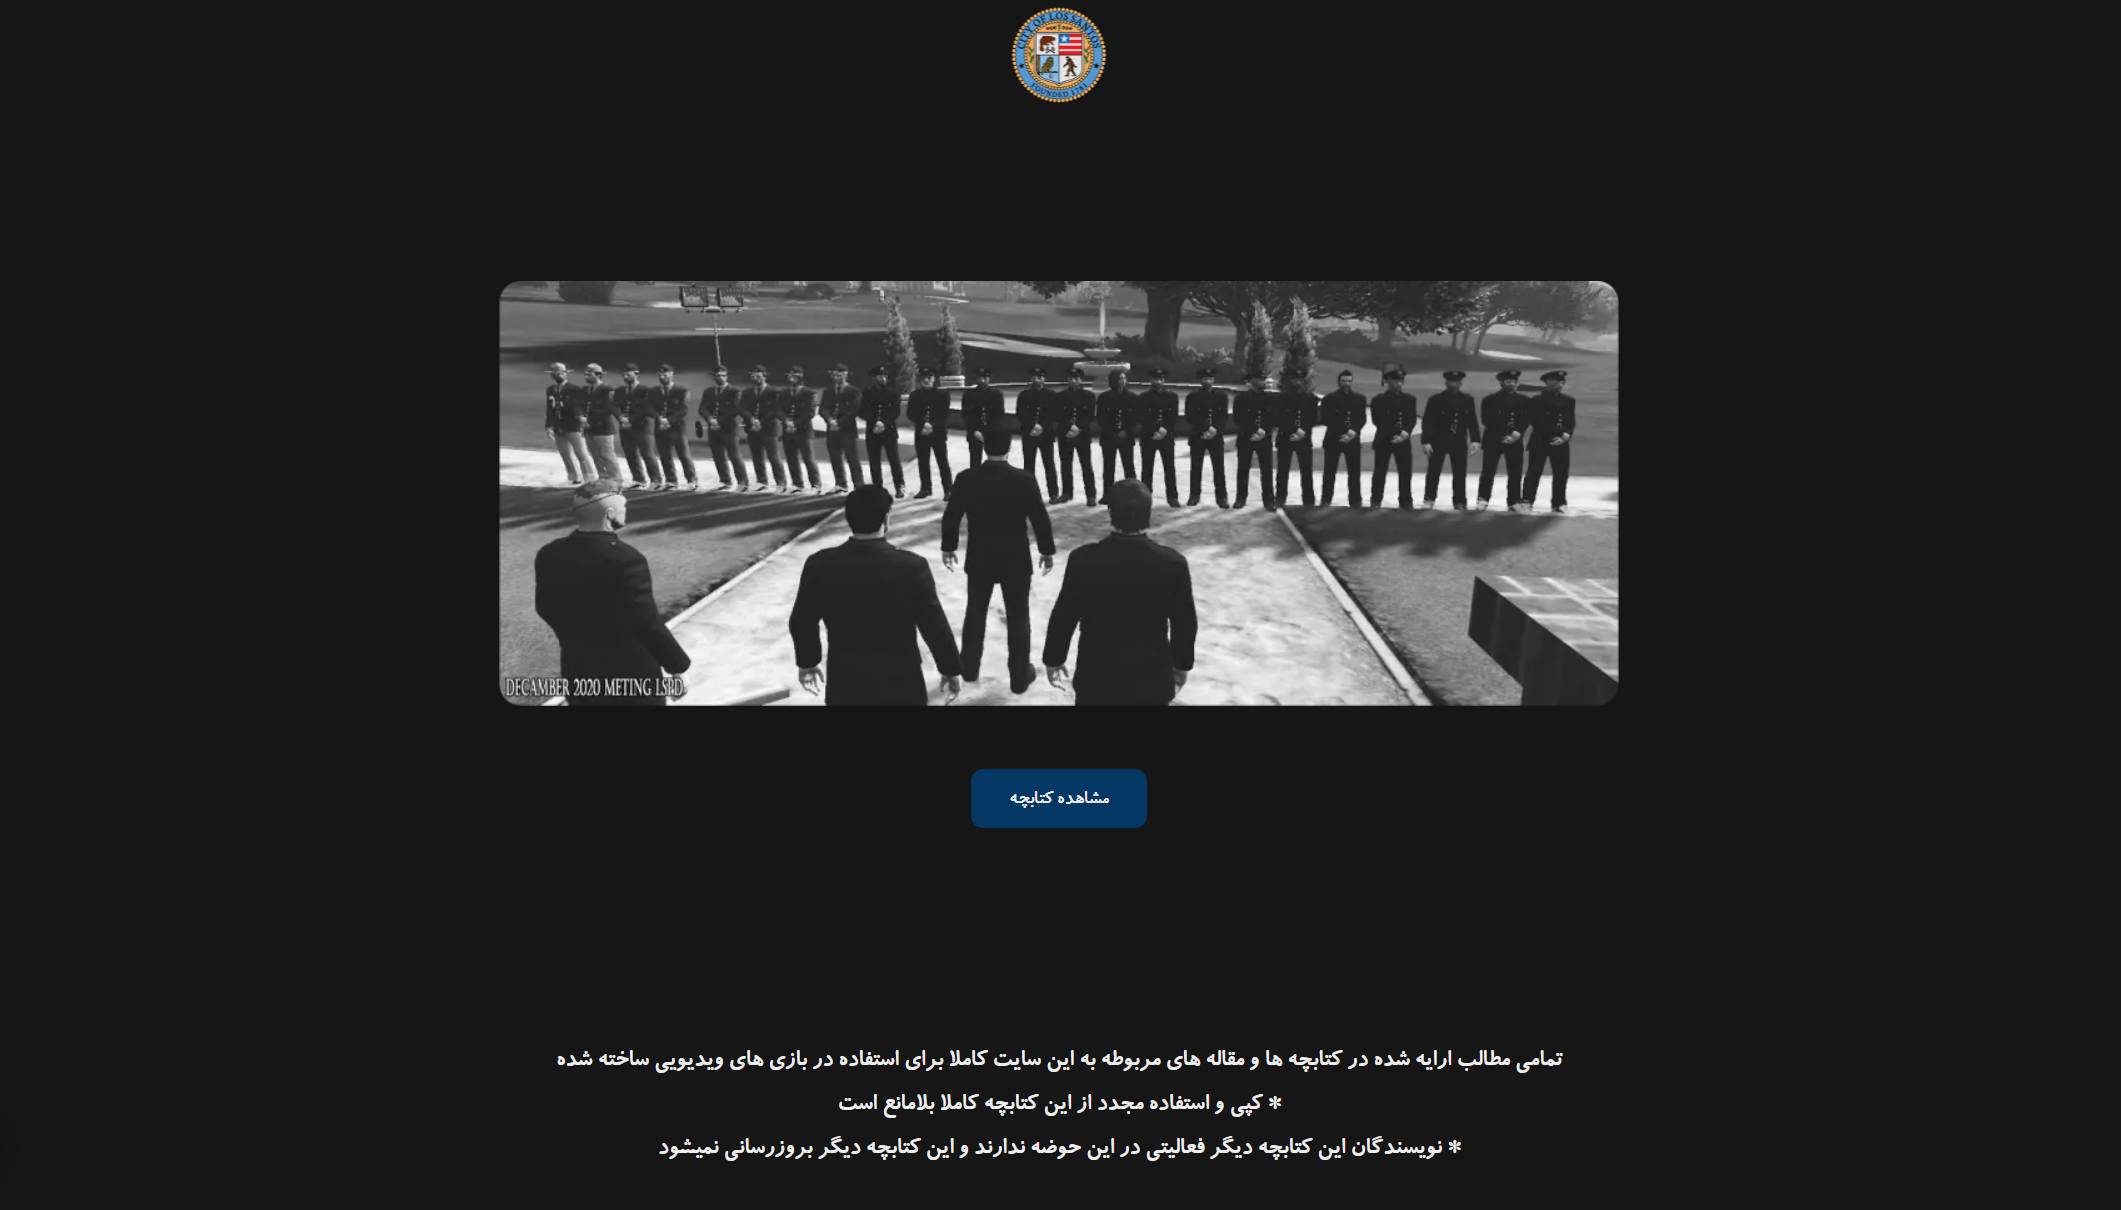 CITY OF LOS SANTOS
FOUNDED 1781
DECAMBER 2020 METING LSPD
مشاهده کتابچه
تمامی مطالب ارایه شده در کتابچه ها و مقاله های مربوطه به این سایت کاملا برای استفاده در بازی های ویدیویی ساخته شده
* کپی و استفاده مجدد از این کتابچه کاملا بلامانع است
* نویسندگان این کتابچه دیگر فعالیتی در این حوضه ندارند و این کتابچه دیگر بروزرسانی نمیشود